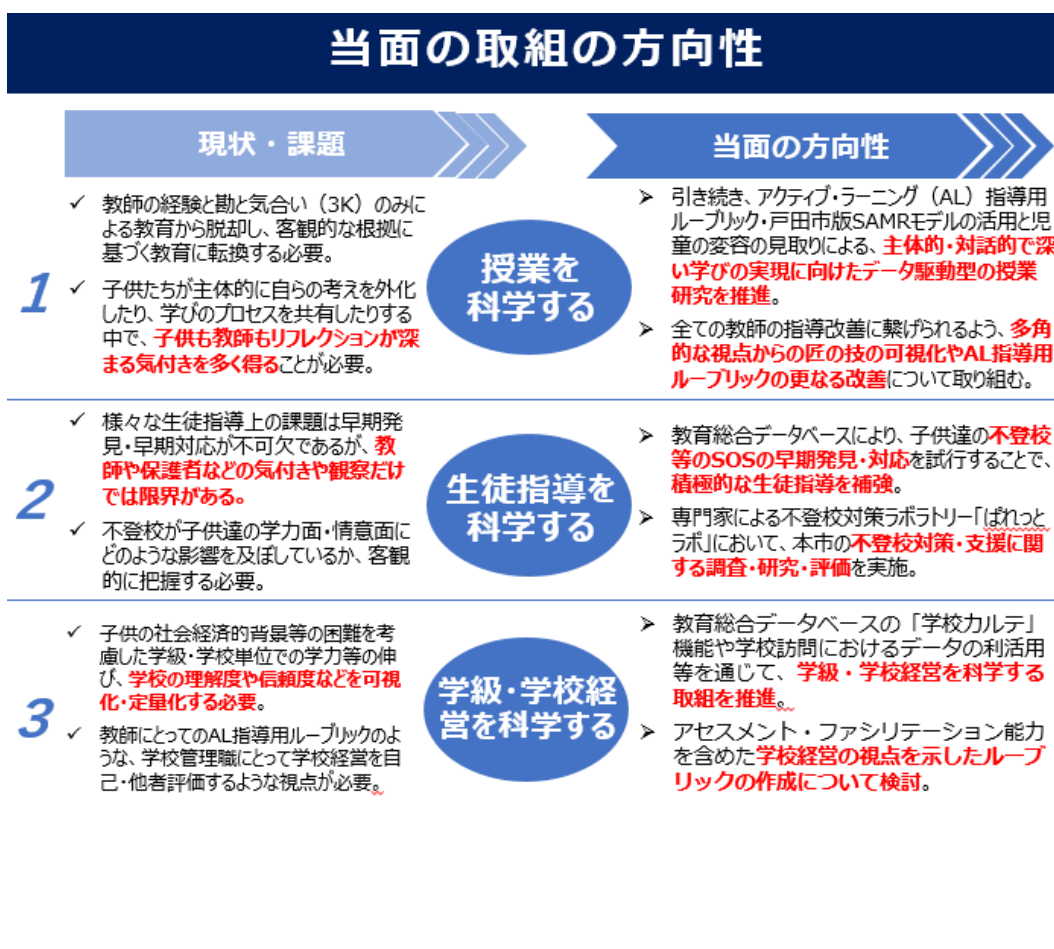 当面の取組の方向性
現状・課題
当面の方向性
1
✓ 教師の経験と勘と気合い（3K）のみに
よる教育から脱却し、客観的な根拠に
基づく教育に転換する必要。
✓ 子供たちが主体的に自らの考えを外化
したり、学びのプロセスを共有したりする
中で、子供も教師もリフレクションが深
まる気付きを多く得ることが必要。
授業を
科学する
➢ 引き続き、アクティブ・ラーニング（AL）指導用
ルーブリック・戸田市版SAMRモデルの活用と児
童の変容の見取りによる、主体的・対話的で深
い学びの実現に向けたデータ駆動型の授業
研究を推進。
➢ 全ての教師の指導改善に繋げられるよう、多角
的な視点からの匠の技の可視化やAL指導用
ルーブリックの更なる改善について取り組む。
2
✓ 様々な生徒指導上の課題は早期発
見・早期対応が不可欠であるが、教
師や保護者などの気付きや観察だけ
では限界がある。
✓ 不登校が子供達の学力面・情意面に
どのような影響を及ぼしているか、客観
的に把握する必要。
生徒指導を
科学する
➢ 教育総合データベースにより、子供達の不登校
等のSOSの早期発見・対応を試行することで、
積極的な生徒指導を補強。
➢ 専門家による不登校対策ラボラトリー「ぱれっと
ラボ」において、本市の不登校対策・支援に関
する調査・研究・評価を実施。
3
✓ 子供の社会経済的背景等の困難を考
慮した学級・学校単位での学力等の伸
び、学校の理解度や信頼度などを可視
化・定量化する必要。
✓ 教師にとってのAL指導用ルーブリックのよ
うな、学校管理職にとって学校経営を自
己・他者評価するような視点が必要。
学級・学校経
営を科学する
➢ 教育総合データベースの「学校カルテ」
機能や学校訪問におけるデータの利活用
等を通じて、学級・学校経営を科学する
取組を推進。
➢ アセスメント・ファシリテーション能力
を含めた学校経営の視点を示したルーブ
リックの作成について検討。